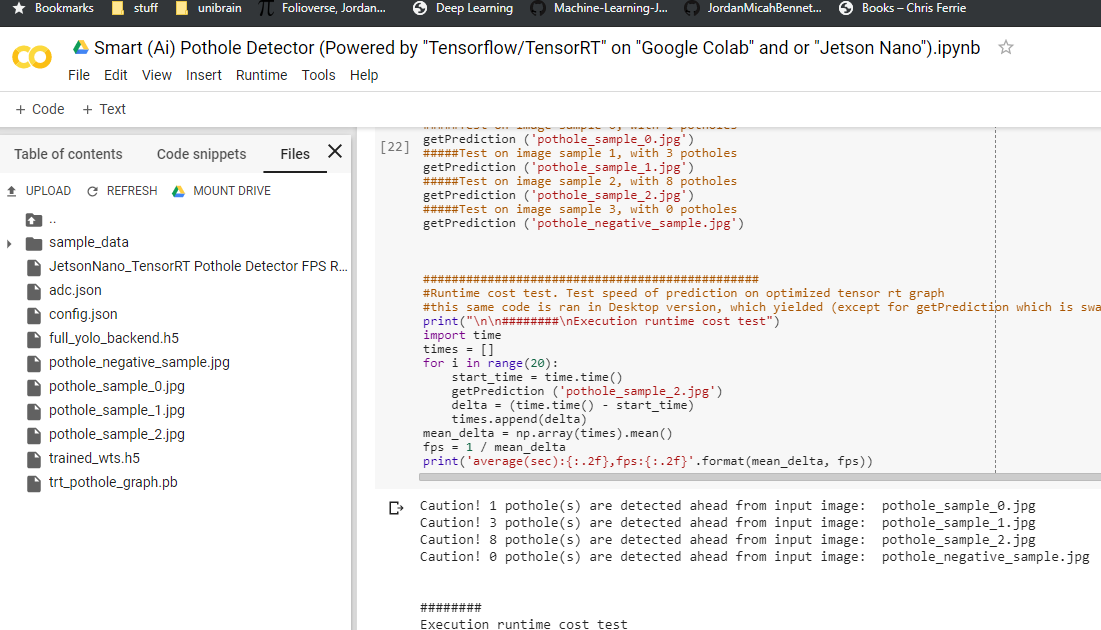 Bookmarks stuff unibrain Folioverse, Jordan... Deep Learning Machine-Learning-J... JordanMicahBennet... Books – Chris Ferrie
Smart (Ai) Pothole Detector (Powered by "Tensorflow/TensorRT" on "Google Colab" and or "Jetson Nano").ipynb
File Edit View Insert Runtime Tools Help
+ Code + Text
Table of contents Code snippets Files
UPLOAD REFRESH MOUNT DRIVE
..
sample_data
JetsonNano_TensorRT Pothole Detector FPS R...
adc.json
config.json
full_yolo_backend.h5
pothole_negative_sample.jpg
pothole_sample_0.jpg
pothole_sample_1.jpg
pothole_sample_2.jpg
trained_wts.h5
trt_pothole_graph.pb
[22]
#####Test on image sample 0, with 1 potholes
getPrediction ('pothole_sample_0.jpg')
#####Test on image sample 1, with 3 potholes
getPrediction ('pothole_sample_1.jpg')
#####Test on image sample 2, with 8 potholes
getPrediction ('pothole_sample_2.jpg')
#####Test on image sample 3, with 0 potholes
getPrediction ('pothole_negative_sample.jpg')
###############################################
#Runtime cost test. Test speed of prediction on optimized tensor rt graph
#this same code is ran in Desktop version, which yielded (except for getPrediction which is swa
print("\n\n########\nExecution runtime cost test")
import time
times = []
for i in range(20):
    start_time = time.time()
    getPrediction ('pothole_sample_2.jpg')
    delta = (time.time() - start_time)
    times.append(delta)
mean_delta = np.array(times).mean()
fps = 1 / mean_delta
print('average(sec):{:.2f},fps:{:.2f}'.format(mean_delta, fps))
Caution! 1 pothole(s) are detected ahead from input image:  pothole_sample_0.jpg
Caution! 3 pothole(s) are detected ahead from input image:  pothole_sample_1.jpg
Caution! 8 pothole(s) are detected ahead from input image:  pothole_sample_2.jpg
Caution! 0 pothole(s) are detected ahead from input image:  pothole_negative_sample.jpg
########
Execution runtime cost test